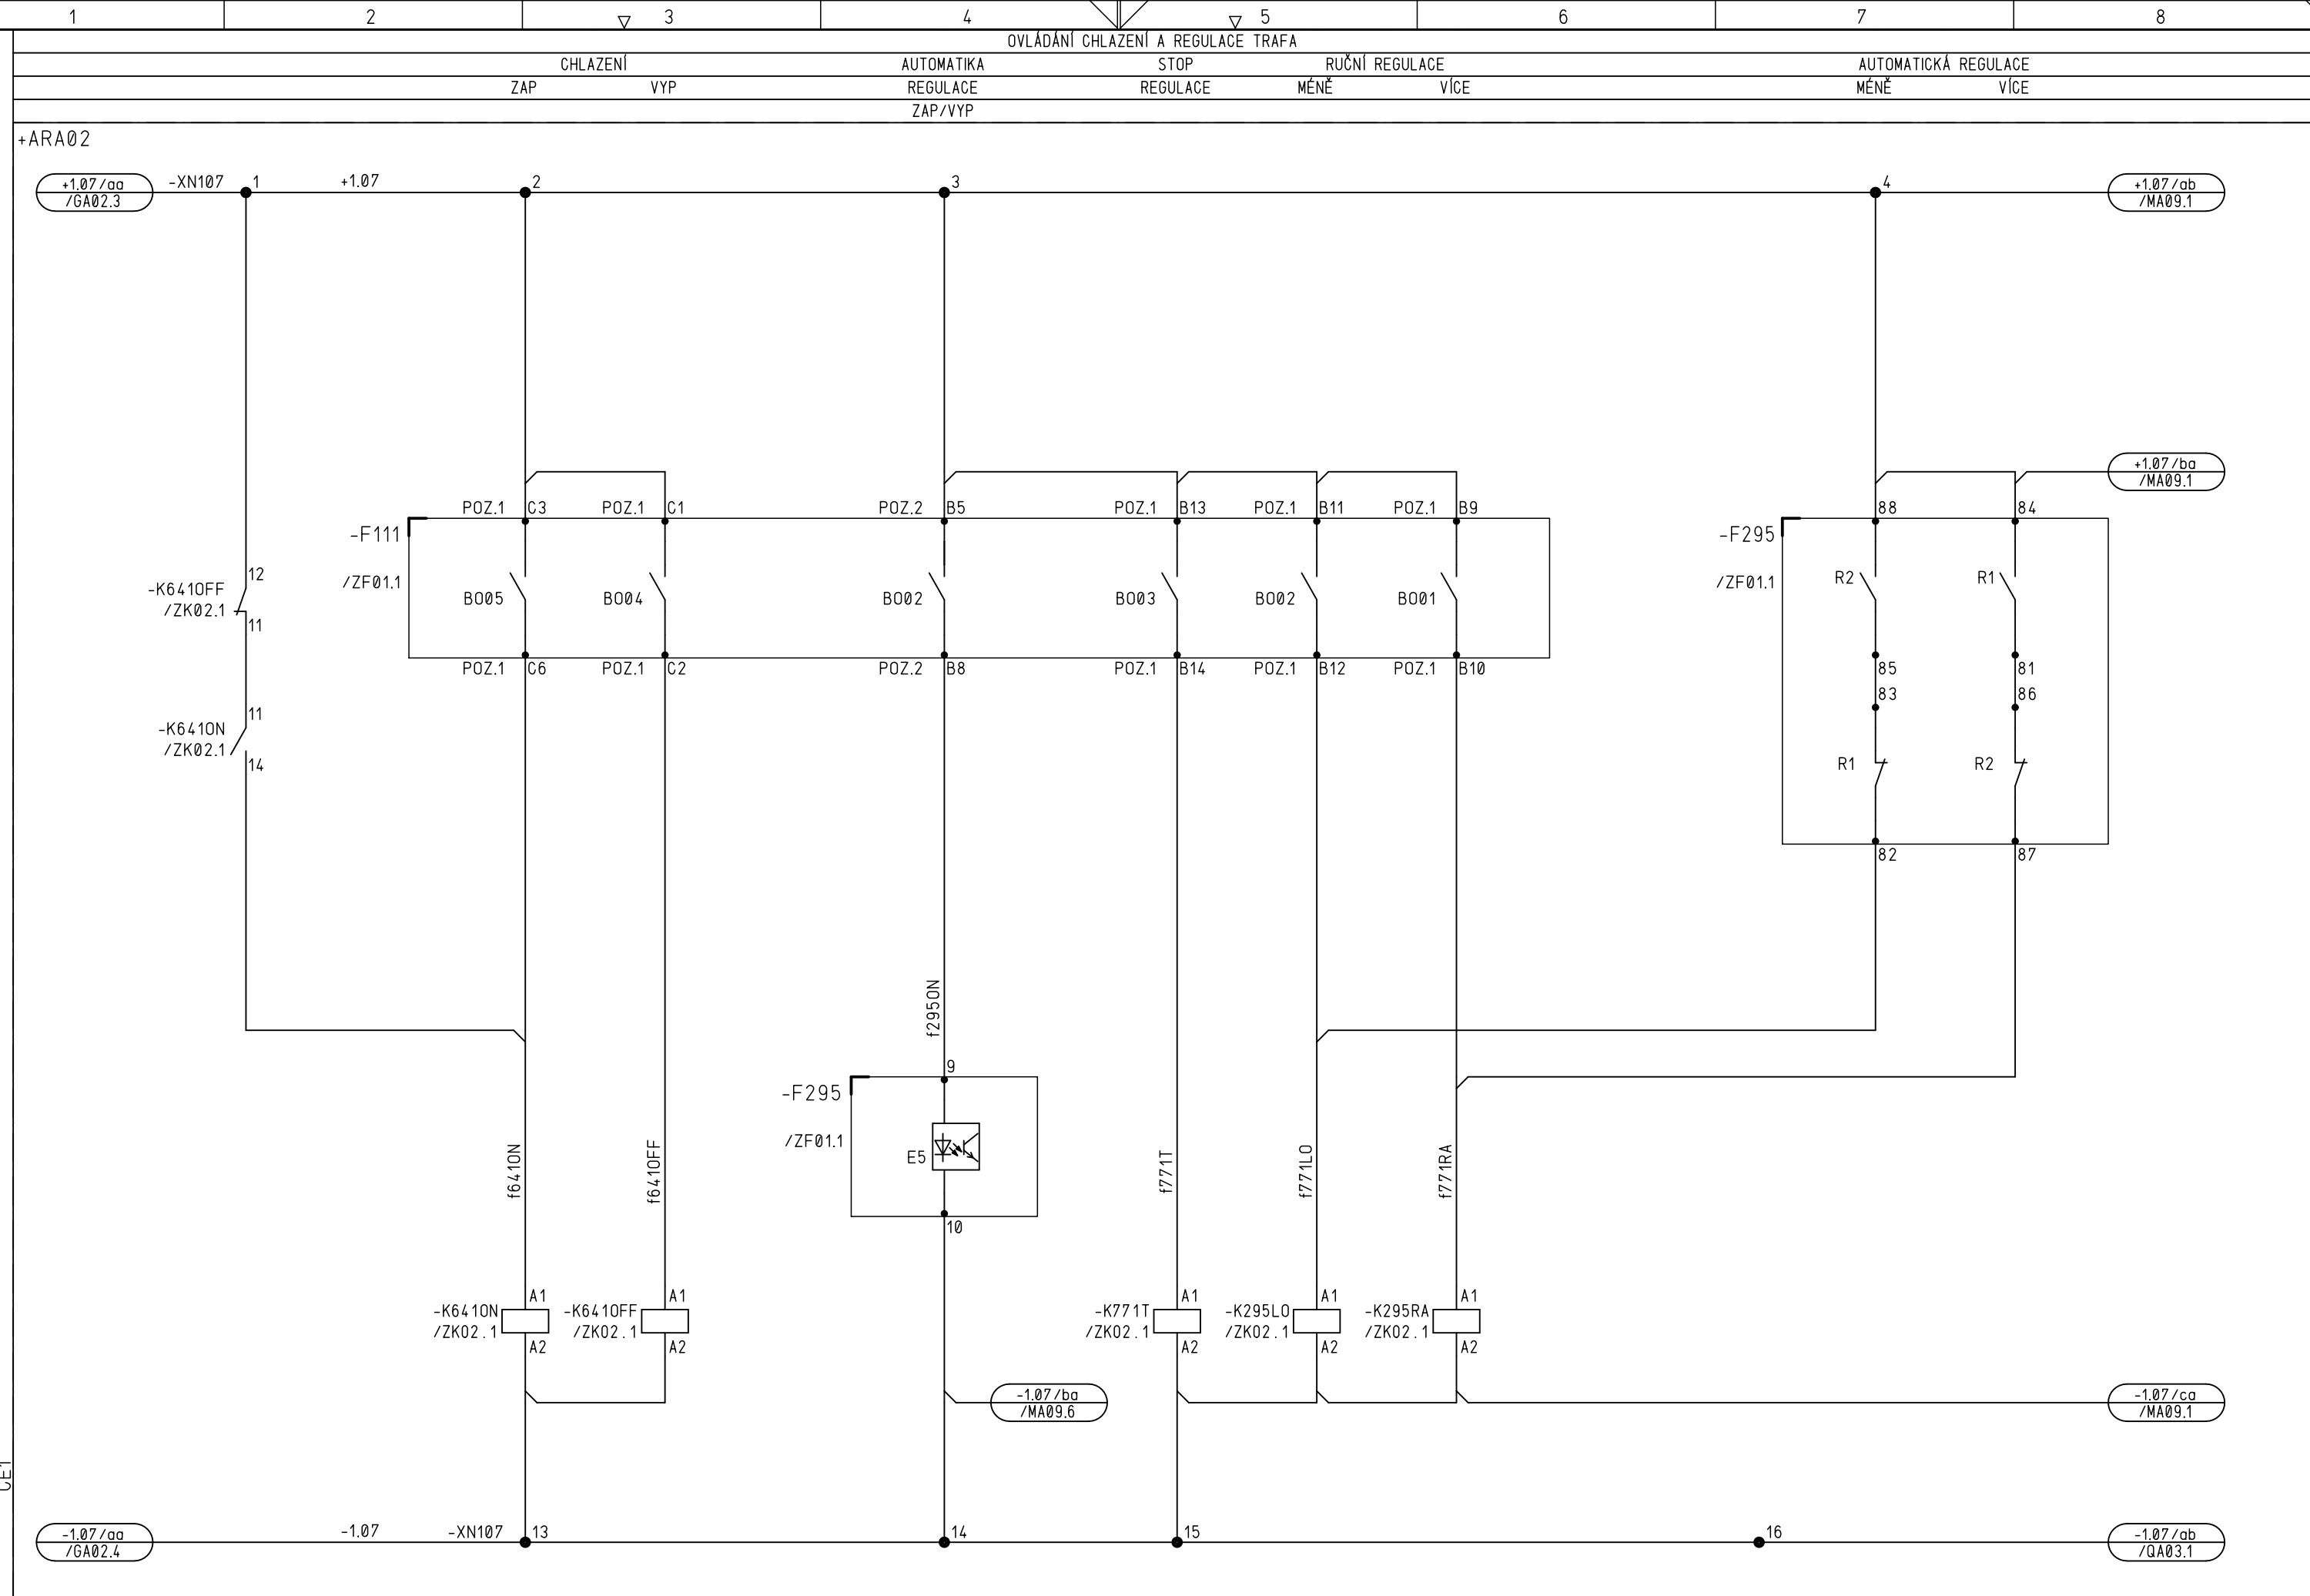 1 2 3 4 5 6 7 8
OVLÁDÁNÍ CHLAZENÍ A REGULACE TRAFA
CHLAZENÍ AUTOMATIKA STOP RUČNÍ REGULACE AUTOMATICKÁ REGULACE
ZAP VYP REGULACE REGULACE MÉNĚ VÍCE MÉNĚ VÍCE
ZAP/VYP
+ARA02
+1.07/aa -XN107 1 +1.07 2 3 4 +1.07/ab
/GA02.3 /MA09.1
+1.07/ba
/MA09.1
POZ.1 C3 POZ.1 C1 POZ.2 B5 POZ.1 B13 POZ.1 B11 POZ.1 B9 88 84
-F111 -F295
/ZF01.1 /ZF01.1
12 R2 R1
-K641OFF BO05 BO04 BO02 BO03 BO02 BO01
/ZK02.1
11
POZ.1 C6 POZ.1 C2 POZ.2 B8 POZ.1 B14 POZ.1 B12 POZ.1 B10 85 81
83 86
11
-K641ON
/ZK02.1
14 R1 R2
82 87
f295ON
9
-F295
/ZF01.1
E5
10
f641ON f641OFF f771T f771LO f771RA
A1 A1 A1 A1 A1
-K641ON -K641OFF -K771T -K295LO -K295RA
/ZK02.1 /ZK02.1 /ZK02.1 /ZK02.1 /ZK02.1
A2 A2 A2 A2 A2
-1.07/ba -1.07/ca
/MA09.6 /MA09.1
-1.07/aa -1.07 -XN107 13 14 15 16 -1.07/ab
/GA02.4 /QA03.1